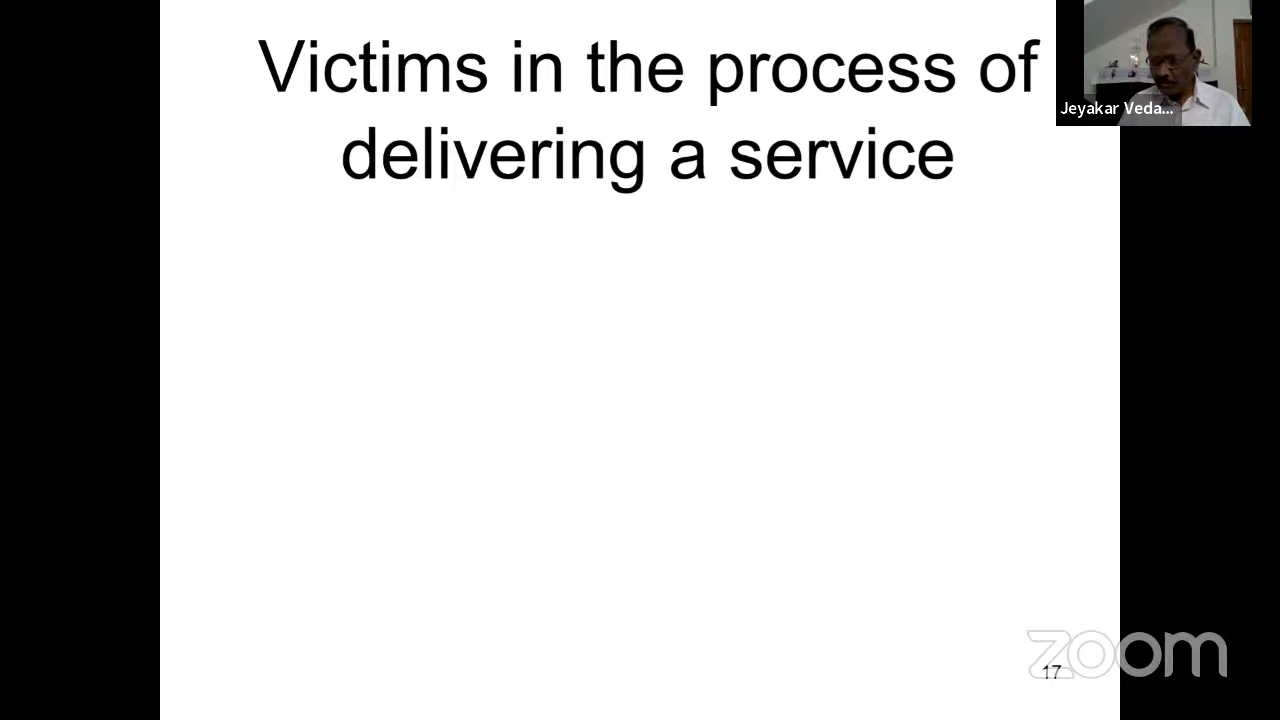 Victims in the process of
delivering a service
Jeyakar Veda...
17
zoom